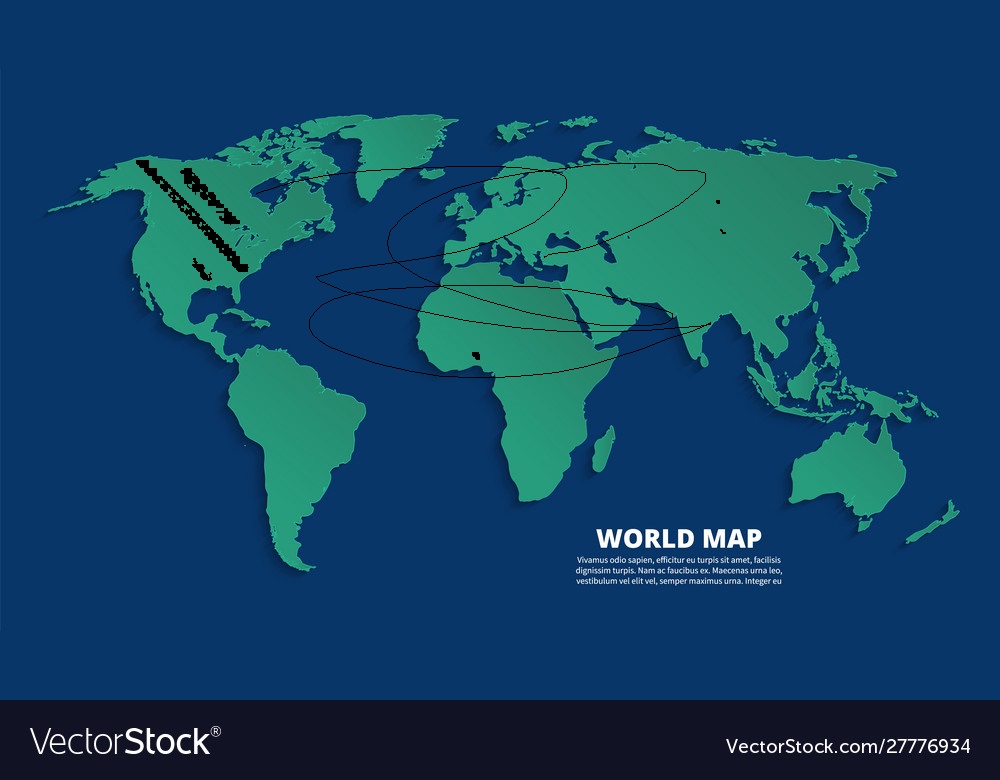 WORLD MAP
Vivamus odio sapien, efficitur eu turpis sit amet, facilisis
dignissim turpis. Nam ac faucibus ex. Maecenas urna leo,
vestibulum vel elit vel, semper maximus urna. Integer eu
VectorStock®
VectorStock.com/27776934